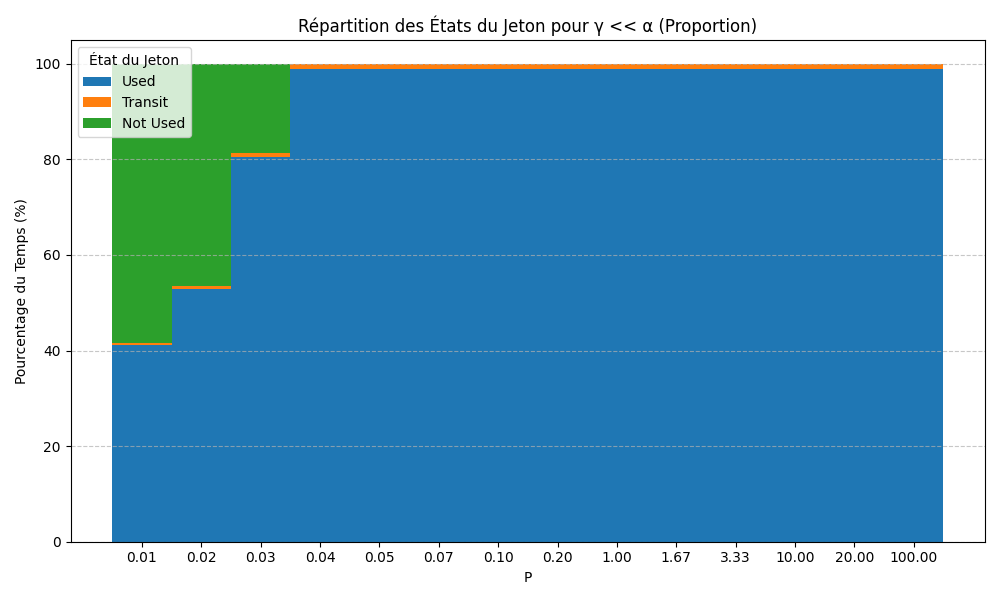 Répartition des États du Jeton pour γ << α (Proportion)
État du Jeton
Used
Transit
Not Used
Pourcentage du Temps (%)
100
80
60
40
20
0
0.01 0.02 0.03 0.04 0.05 0.07 0.10 0.20 1.00 1.67 3.33 10.00 20.00 100.00
P